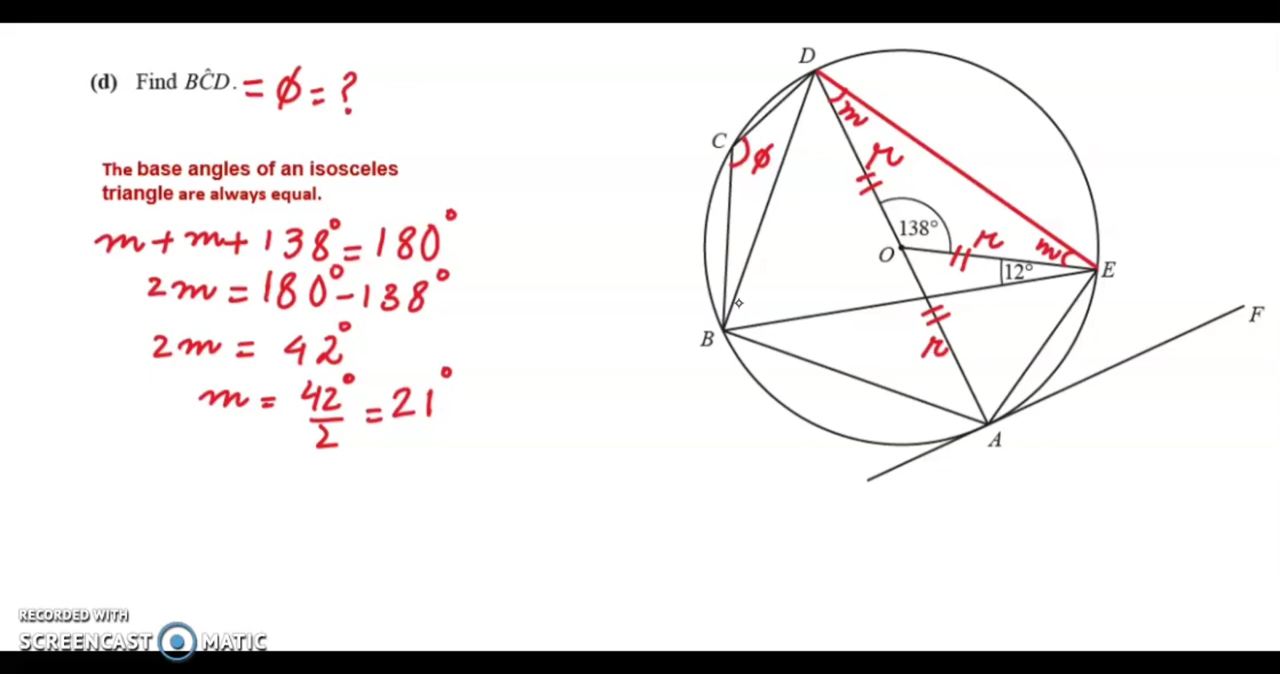 (d) Find BĈD. = ϕ = ?
The base angles of an isosceles
triangle are always equal.
m + m + 138° = 180°
2m = 180° - 138°
2m = 42°
m = 42°/2 = 21°
D
m
C
ϕ
r
138°
r
m
O
12°
E
F
B
r
A
RECORDED WITH
SCREENCAST MATIC